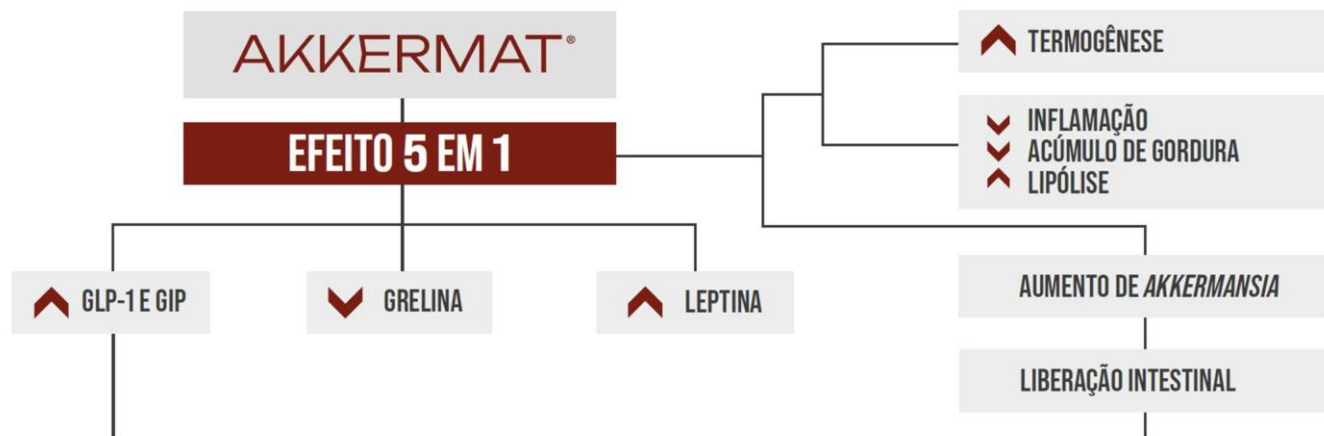 AKKERMAT®
EFEITO 5 EM 1
TERMOGÊNESE
INFLAMAÇÃO
ACÚMULO DE GORDURA
LIPÓLISE
GLP-1 E GIP
GRELINA
LEPTINA
AUMENTO DE AKKERMANSIA
LIBERAÇÃO INTESTINAL